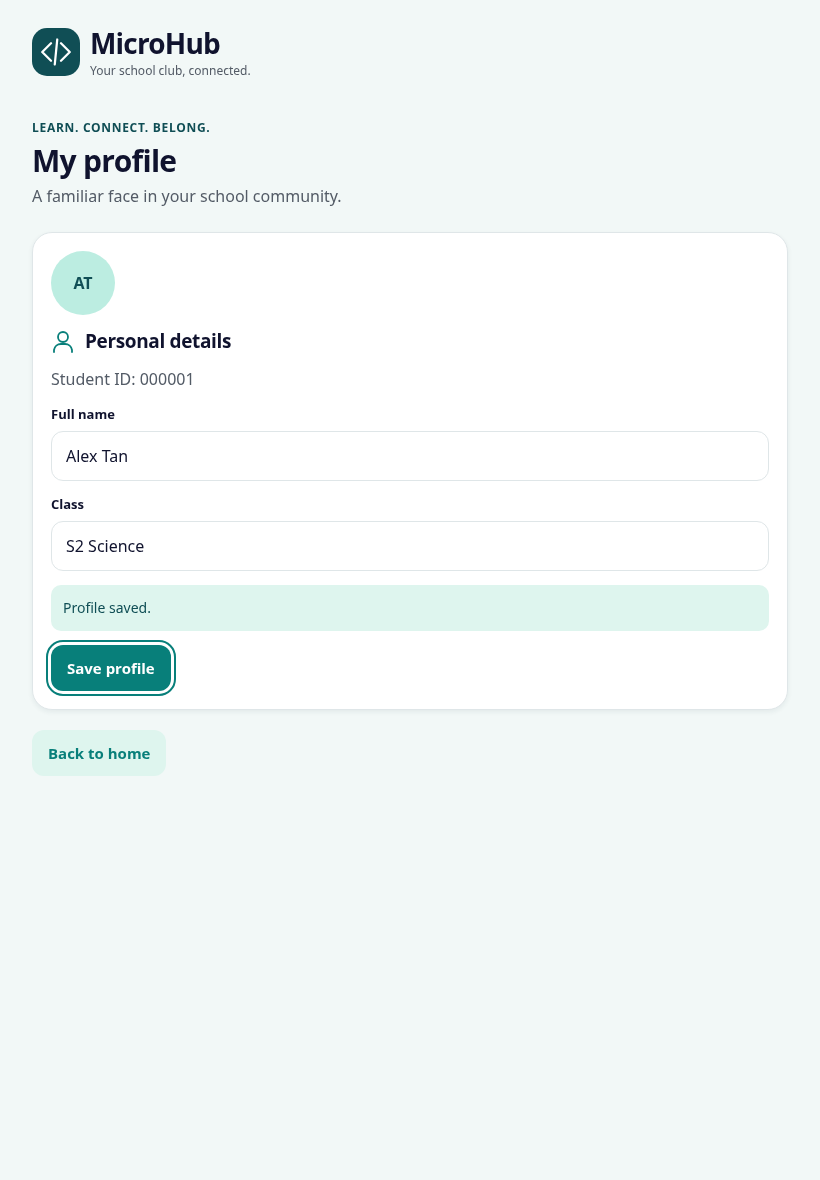 MicroHub
Your school club, connected.
LEARN. CONNECT. BELONG.
My profile
A familiar face in your school community.
AT
Personal details
Student ID: 000001
Full name
Alex Tan
Class
S2 Science
Profile saved.
Save profile
Back to home